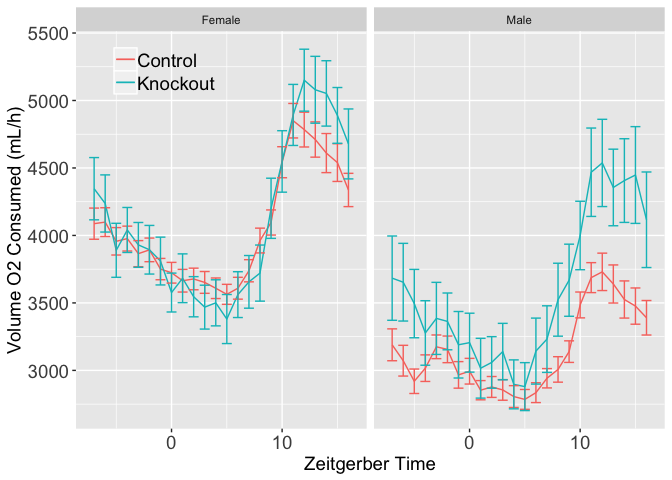 Female
Male
Control
Knockout
Volume O2 Consumed (mL/h)
5500
5000
4500
4000
3500
3000
0
10
0
10
Zeitgerber Time